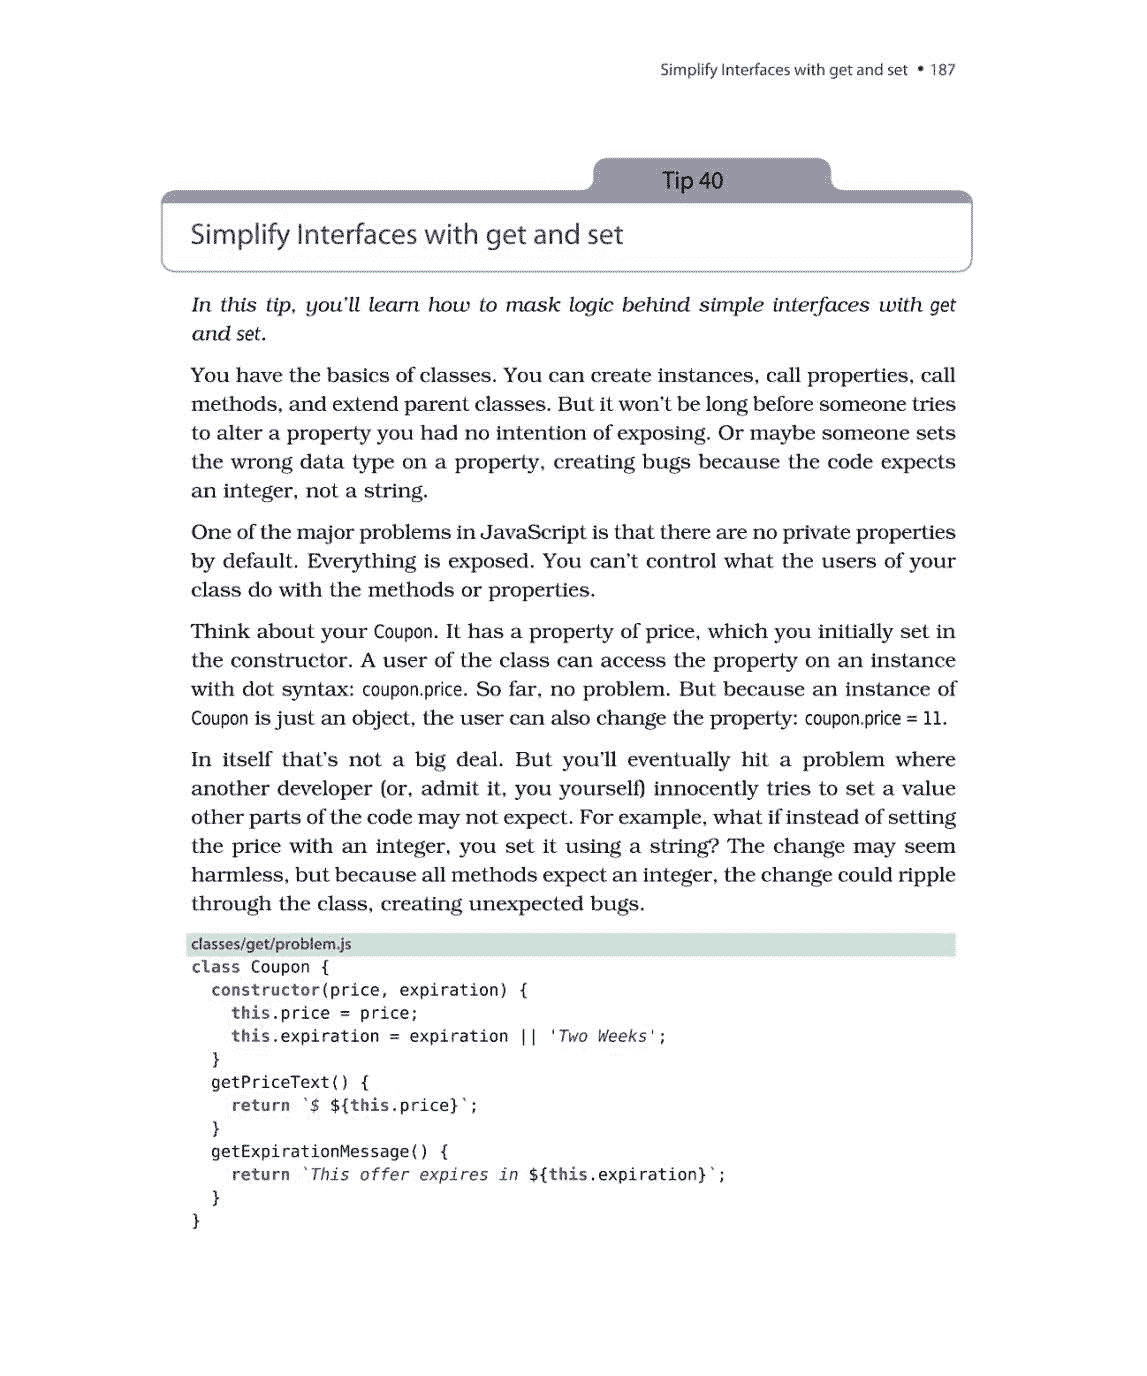 Simplify Interfaces with get and set • 187
Tip 40
Simplify Interfaces with get and set
In this tip, you'll learn how to mask logic behind simple interfaces with get
and set.
You have the basics of classes. You can create instances, call properties, call
methods, and extend parent classes. But it won't be long before someone tries
to alter a property you had no intention of exposing. Or maybe someone sets
the wrong data type on a property, creating bugs because the code expects
an integer, not a string.
One of the major problems in JavaScript is that there are no private properties
by default. Everything is exposed. You can't control what the users of your
class do with the methods or properties.
Think about your Coupon. It has a property of price, which you initially set in
the constructor. A user of the class can access the property on an instance
with dot syntax: coupon.price. So far, no problem. But because an instance of
Coupon is just an object, the user can also change the property: coupon.price = 11.
In itself that's not a big deal. But you'll eventually hit a problem where
another developer (or, admit it, you yourself) innocently tries to set a value
other parts of the code may not expect. For example, what if instead of setting
the price with an integer, you set it using a string? The change may seem
harmless, but because all methods expect an integer, the change could ripple
through the class, creating unexpected bugs.
classes/get/problem.js
class Coupon {
  constructor(price, expiration) {
    this.price = price;
    this.expiration = expiration || 'Two Weeks';
  }
  getPriceText() {
    return `$ ${this.price}`;
  }
  getExpirationMessage() {
    return `This offer expires in ${this.expiration}`;
  }
}